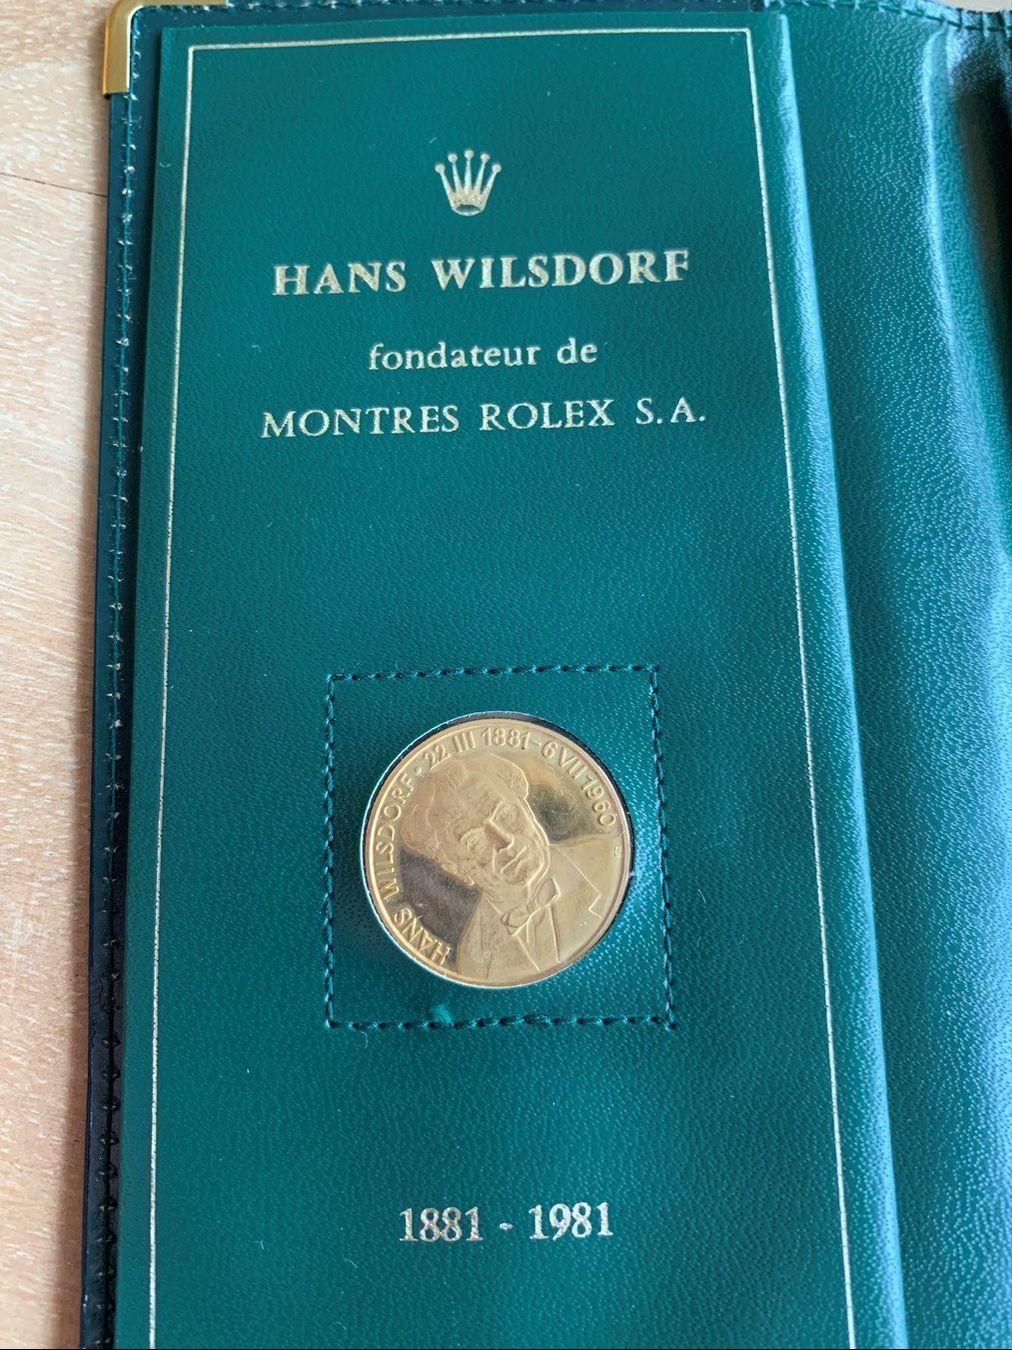 HANS WILSDORF
fondateur de
MONTRES ROLEX S.A.
HANS WILSDORF · 22 III 1881 - 6 VII 1960
1881 - 1981